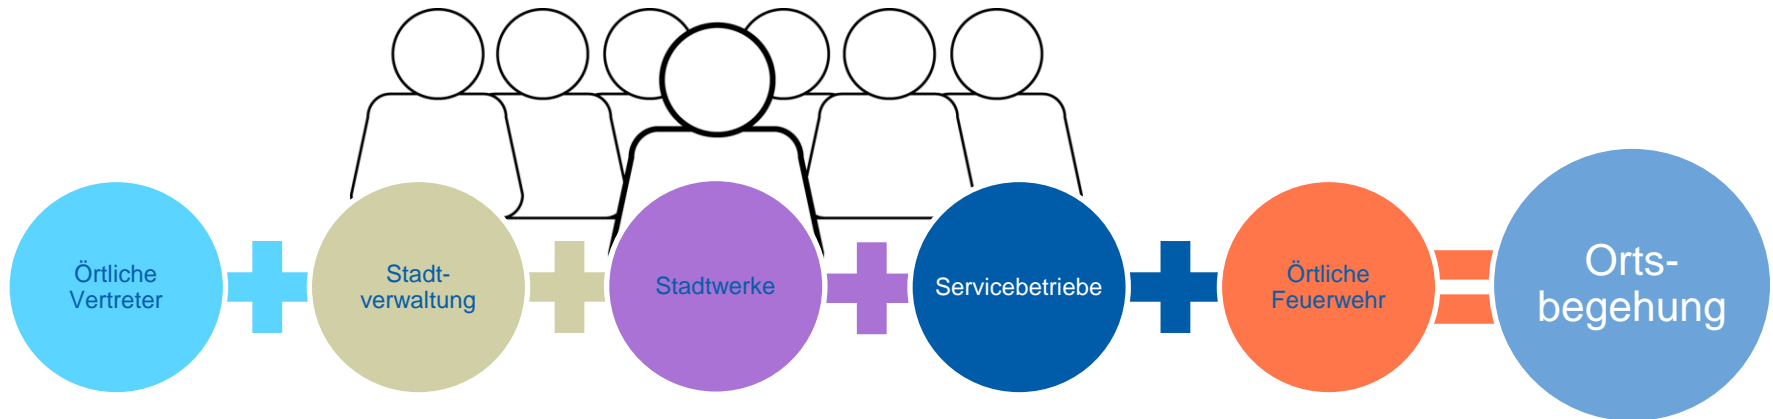 Örtliche
Vertreter
Stadt-
verwaltung
Stadtwerke
Servicebetriebe
Örtliche
Feuerwehr
Orts-
begehung